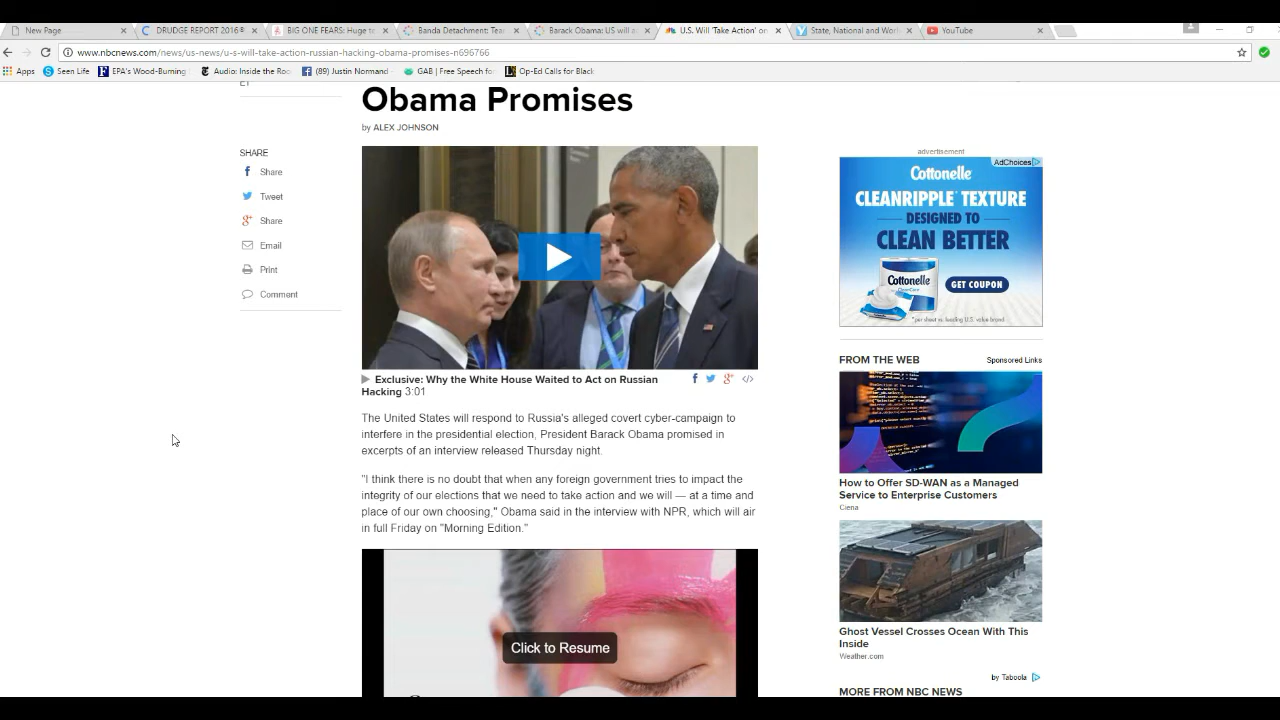 New Page
DRUDGE REPORT 2016®
BIG ONE FEARS: Huge te
Banda Detachment: Tear
Barack Obama: US will a
U.S. Will 'Take Action' on
State, National and Worl
YouTube
www.nbcnews.com/news/us-news/u-s-will-take-action-russian-hacking-obama-promises-n696766
Apps
Seen Life
EPA's Wood-Burning
Audio: Inside the Ro
(89) Justin Normand
GAB | Free Speech fo
Op-Ed Calls for Black
ET
Obama Promises
by ALEX JOHNSON
SHARE
Share
Tweet
Share
Email
Print
Comment
Exclusive: Why the White House Waited to Act on Russian
Hacking 3:01
The United States will respond to Russia's alleged covert cyber-campaign to
interfere in the presidential election, President Barack Obama promised in
excerpts of an interview released Thursday night.
"I think there is no doubt that when any foreign government tries to impact the
integrity of our elections that we need to take action and we will — at a time and
place of our own choosing," Obama said in the interview with NPR, which will air
in full Friday on "Morning Edition."
Click to Resume
advertisement
AdChoices
Cottonelle
CLEANRIPPLE TEXTURE
DESIGNED TO
CLEAN BETTER
Cottonelle
GET COUPON
*per sheet vs. leading U.S. value brand
FROM THE WEB
Sponsored Links
How to Offer SD-WAN as a Managed
Service to Enterprise Customers
Ciena
Ghost Vessel Crosses Ocean With This
Inside
Weather.com
by Taboola
MORE FROM NBC NEWS